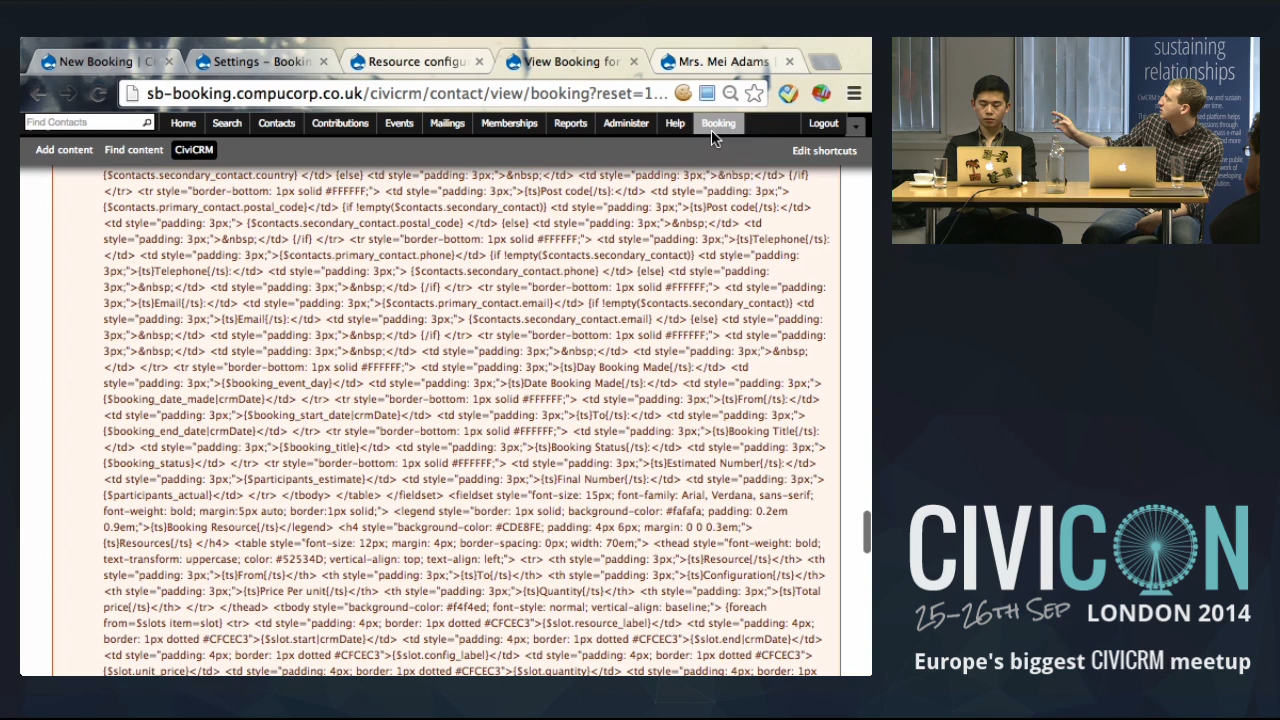 New Booking | C
Settings – Bookin
Resource configu
View Booking for
Mrs. Mei Adams
sb-booking.compucorp.co.uk/civicrm/contact/view/booking?reset=1...
Find Contacts
Home
Search
Contacts
Contributions
Events
Mailings
Memberships
Reports
Administer
Help
Booking
Logout
Add content
Find content
CiviCRM
Edit shortcuts
{$contacts.secondary_contact.country} </td> {else} <td style="padding: 3px;">&nbsp;</td> <td style="padding: 3px;">&nbsp;</td> {/if}
</tr> <tr style="border-bottom: 1px solid #FFFFFF;"> <td style="padding: 3px;">{ts}Post code{/ts}</td> <td style="padding: 3px;">
{$contacts.primary_contact.postal_code}</td> {if !empty($contacts.secondary_contact)} <td style="padding: 3px;">{ts}Post code{/ts}:</td>
<td style="padding: 3px;"> {$contacts.secondary_contact.postal_code} </td> {else} <td style="padding: 3px;">&nbsp;</td> <td
style="padding: 3px;">&nbsp;</td> {/if} </tr> <tr style="border-bottom: 1px solid #FFFFFF;"> <td style="padding: 3px;">{ts}Telephone{/ts}:
</td> <td style="padding: 3px;">{$contacts.primary_contact.phone}</td> {if !empty($contacts.secondary_contact)} <td style="padding:
3px;">{ts}Telephone{/ts}:</td> <td style="padding: 3px;"> {$contacts.secondary_contact.phone} </td> {else} <td style="padding:
3px;">&nbsp;</td> <td style="padding: 3px;">&nbsp;</td> {/if} </tr> <tr style="border-bottom: 1px solid #FFFFFF;"> <td style="padding:
3px;">{ts}Email{/ts}:</td> <td style="padding: 3px;">{$contacts.primary_contact.email}</td> {if !empty($contacts.secondary_contact)} <td
style="padding: 3px;">{ts}Email{/ts}:</td> <td style="padding: 3px;"> {$contacts.secondary_contact.email} </td> {else} <td style="padding:
3px;">&nbsp;</td> <td style="padding: 3px;">&nbsp;</td> {/if} </tr> <tr style="border-bottom: 1px solid #FFFFFF;"> <td style="padding:
3px;">&nbsp;</td> <td style="padding: 3px;">&nbsp;</td> <td style="padding: 3px;">&nbsp;</td> <td style="padding: 3px;">&nbsp;
</td> </tr> <tr style="border-bottom: 1px solid #FFFFFF;"> <td style="padding: 3px;">{ts}Day Booking Made{/ts}:</td> <td
style="padding: 3px;">{$booking_event_day}</td> <td style="padding: 3px;">{ts}Date Booking Made{/ts}:</td> <td style="padding: 3px;">
{$booking_date_made|crmDate}</td> </tr> <tr style="border-bottom: 1px solid #FFFFFF;"> <td style="padding: 3px;">{ts}From{/ts}:</td>
<td style="padding: 3px;">{$booking_start_date|crmDate}</td> <td style="padding: 3px;">{ts}To{/ts}:</td> <td style="padding: 3px;">
{$booking_end_date|crmDate}</td> </tr> <tr style="border-bottom: 1px solid #FFFFFF;"> <td style="padding: 3px;">{ts}Booking Title{/ts}:
</td> <td style="padding: 3px;">{$booking_title}</td> <td style="padding: 3px;">{ts}Booking Status{/ts}:</td> <td style="padding: 3px;">
{$booking_status}</td> </tr> <tr style="border-bottom: 1px solid #FFFFFF;"> <td style="padding: 3px;">{ts}Estimated Number{/ts}:</td>
<td style="padding: 3px;">{$participants_estimate}</td> <td style="padding: 3px;">{ts}Final Number{/ts}:</td> <td style="padding: 3px;">
{$participants_actual}</td> </tr> </tbody> </table> </fieldset> <fieldset style="font-size: 15px; font-family: Arial, Verdana, sans-serif;
font-weight: bold; margin:5px auto; border:1px solid;"> <legend style="border: 1px solid; background-color: #fafafa; padding: 0.2em
0.9em;">{ts}Booking Resource{/ts}</legend> <h4 style="background-color: #CDE8FE; padding: 4px 6px; margin: 0 0 0.3em;">
{ts}Resources{/ts} </h4> <table style="font-size: 12px; margin: 4px; border-spacing: 0px; width: 70em;"> <thead style="font-weight: bold;
text-transform: uppercase; color: #52534D; vertical-align: top; text-align: left;"> <tr> <th style="padding: 3px;">{ts}Resource{/ts}</th> <th
style="padding: 3px;">{ts}From{/ts}</th> <th style="padding: 3px;">{ts}To{/ts}</th> <th style="padding: 3px;">{ts}Configuration{/ts}</th>
<th style="padding: 3px;">{ts}Price Per unit{/ts}</th> <th style="padding: 3px;">{ts}Quantity{/ts}</th> <th style="padding: 3px;">{ts}Total
price{/ts}</th> </tr> </thead> <tbody style="background-color: #f4f4ed; font-style: normal; vertical-align: baseline;"> {foreach
from=$slots item=slot} <tr> <td style="padding: 4px; border: 1px dotted #CFCEC3">{$slot.resource_label}</td> <td style="padding: 4px;
border: 1px dotted #CFCEC3">{$slot.start|crmDate}</td> <td style="padding: 4px; border: 1px dotted #CFCEC3">{$slot.end|crmDate}</td>
<td style="padding: 4px; border: 1px dotted #CFCEC3">{$slot.config_label}</td> <td style="padding: 4px; border: 1px dotted #CFCEC3">
{$slot.unit_price}</td> <td style="padding: 4px; border: 1px dotted #CFCEC3">{$slot.quantity}</td> <td style="padding: 4px; border: 1px
sustaining
relationships
CIVICON
25-26TH SEP LONDON 2014
Europe's biggest CIVICRM meetup